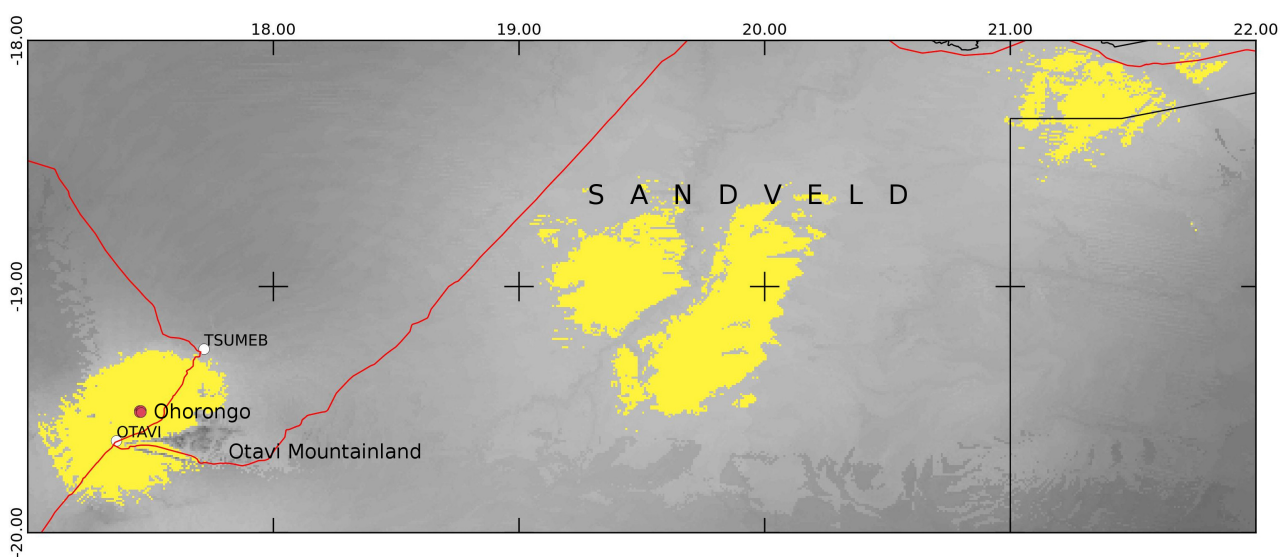 18.00 19.00 20.00 21.00 22.00
-18.00
S A N D V E L D
-19.00
TSUMEB
Ohorongo
OTAVI
Otavi Mountainland
-20.00